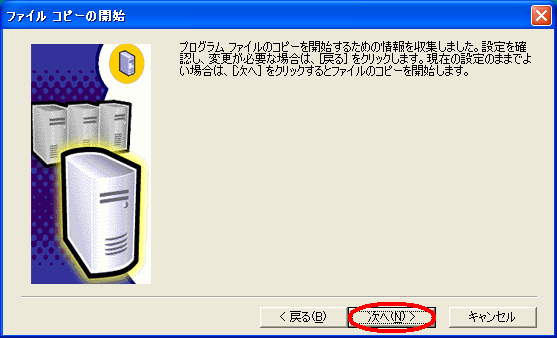 ファイル コピーの開始
プログラム ファイルのコピーを開始するための情報を収集しました。設定を確
認し、変更が必要な場合は、[戻る] をクリックします。現在の設定のままでよ
い場合は、[次へ] をクリックするとファイルのコピーを開始します。
< 戻る(B)
次へ(N) >
キャンセル